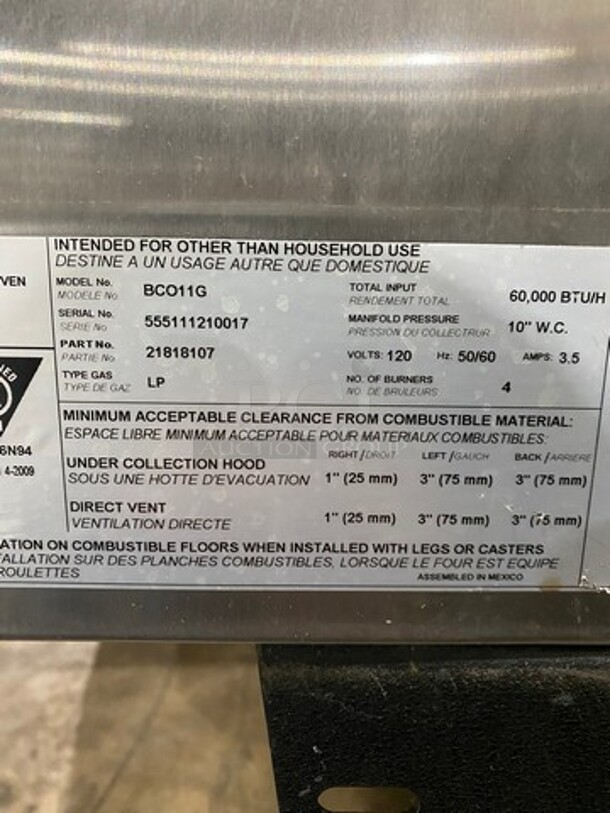 INTENDED FOR OTHER THAN HOUSEHOLD USE
DESTINE A UN USAGE AUTRE QUE DOMESTIQUE
VEN
MODEL No. BCO11G TOTAL INPUT 60,000 BTU/H
MODELE No RENDEMENT TOTAL
SERIAL No. 555111210017 MANIFOLD PRESSURE 10" W.C.
SERIE No PRESSION DU COLLECTEUR
PART No. 21818107 VOLTS: 120 Hz: 50/60 AMPS: 3.5
PARTIE No
TYPE GAS LP NO. OF BURNERS 4
TYPE DE GAZ NO. DE BRULEURS
MINIMUM ACCEPTABLE CLEARANCE FROM COMBUSTIBLE MATERIAL:
ESPACE LIBRE MINIMUM ACCEPTABLE POUR MATERIAUX COMBUSTIBLES:
6N94
4-2009
RIGHT/DROIT LEFT /GAUCH BACK /ARRIERE
UNDER COLLECTION HOOD 1" (25 mm) 3" (75 mm) 3" (75 mm)
SOUS UNE HOTTE D'EVACUATION
DIRECT VENT 1" (25 mm) 3" (75 mm) 3" (75 mm)
VENTILATION DIRECTE
ATION ON COMBUSTIBLE FLOORS WHEN INSTALLED WITH LEGS OR CASTERS
FALLATION SUR DES PLANCHES COMBUSTIBLES, LORSQUE LE FOUR EST EQUIPE
ROULETTES
ASSEMBLED IN MEXICO